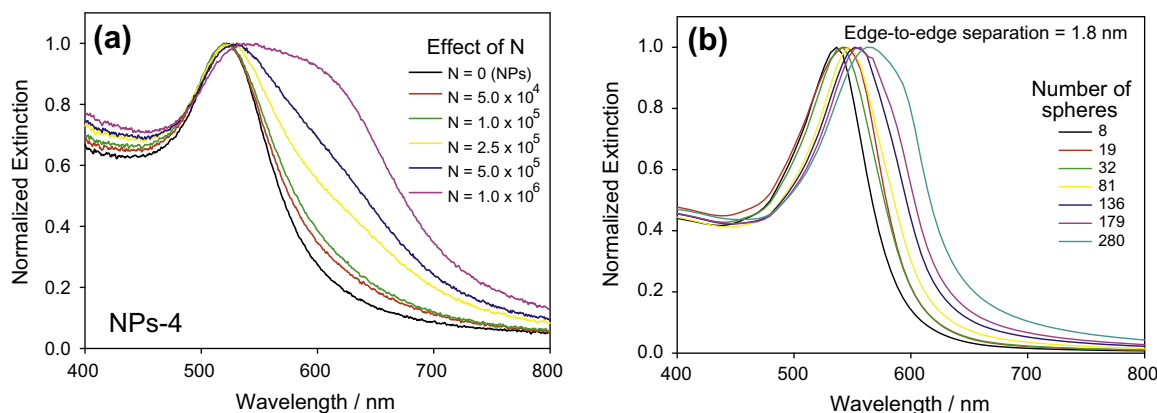 (a)
Effect of N
N = 0 (NPs)
N = 5.0 x 10^4
N = 1.0 x 10^5
N = 2.5 x 10^5
N = 5.0 x 10^5
N = 1.0 x 10^6
NPs-4
Normalized Extinction
1.0
0.8
0.6
0.4
0.2
0.0
400 500 600 700 800
Wavelength / nm
(b)
Edge-to-edge separation = 1.8 nm
Number of
spheres
8
19
32
81
136
179
280
Normalized Extinction
1.0
0.8
0.6
0.4
0.2
0.0
400 500 600 700 800
Wavelength / nm